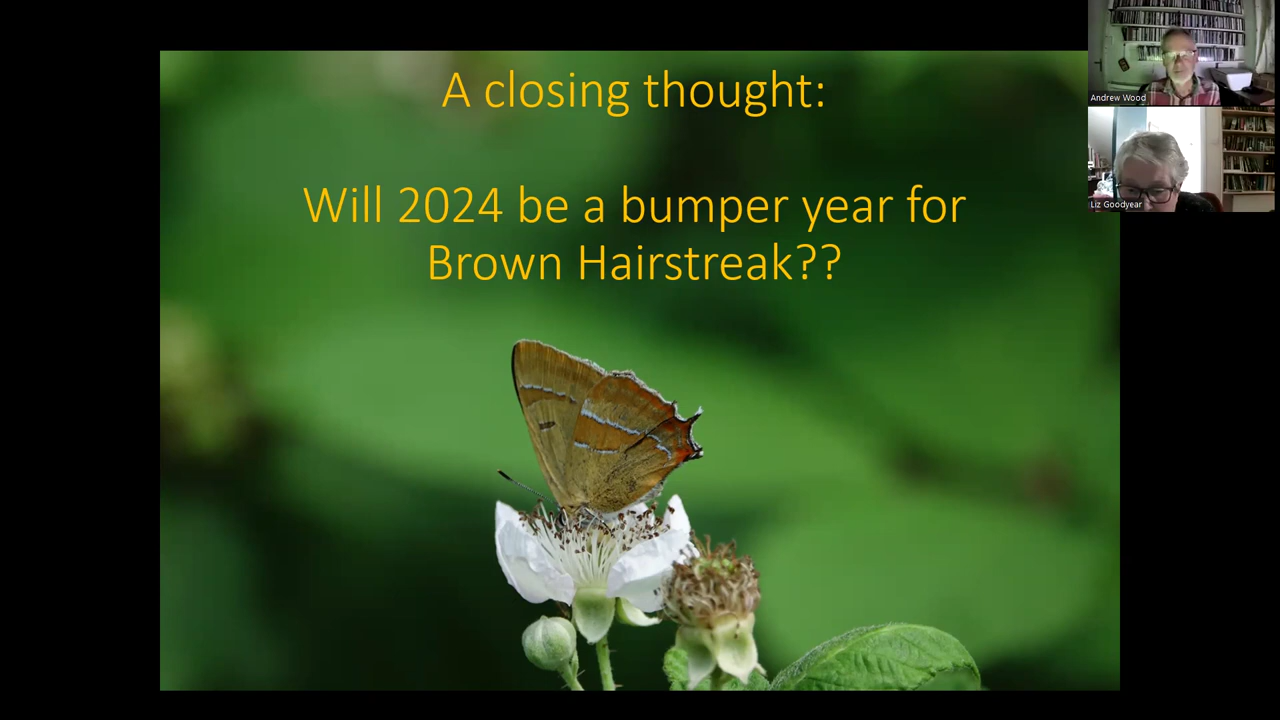 A closing thought:
Will 2024 be a bumper year for
Brown Hairstreak??
Andrew Wood
Liz Goodyear